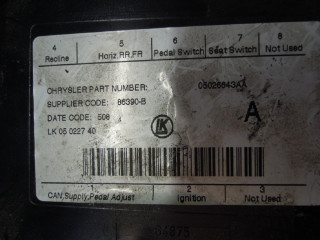 4 5 6 7 8
Recline Horiz,RR,FR Pedal Switch Seat Switch Not Used
CHRYSLER PART NUMBER: 05026643AA
SUPPLIER CODE: 86390-B
DATE CODE: 506
A
LK 05 0227 40
LK
1 2 3
CAN,Supply,Pedal Adjust Ignition Not Used